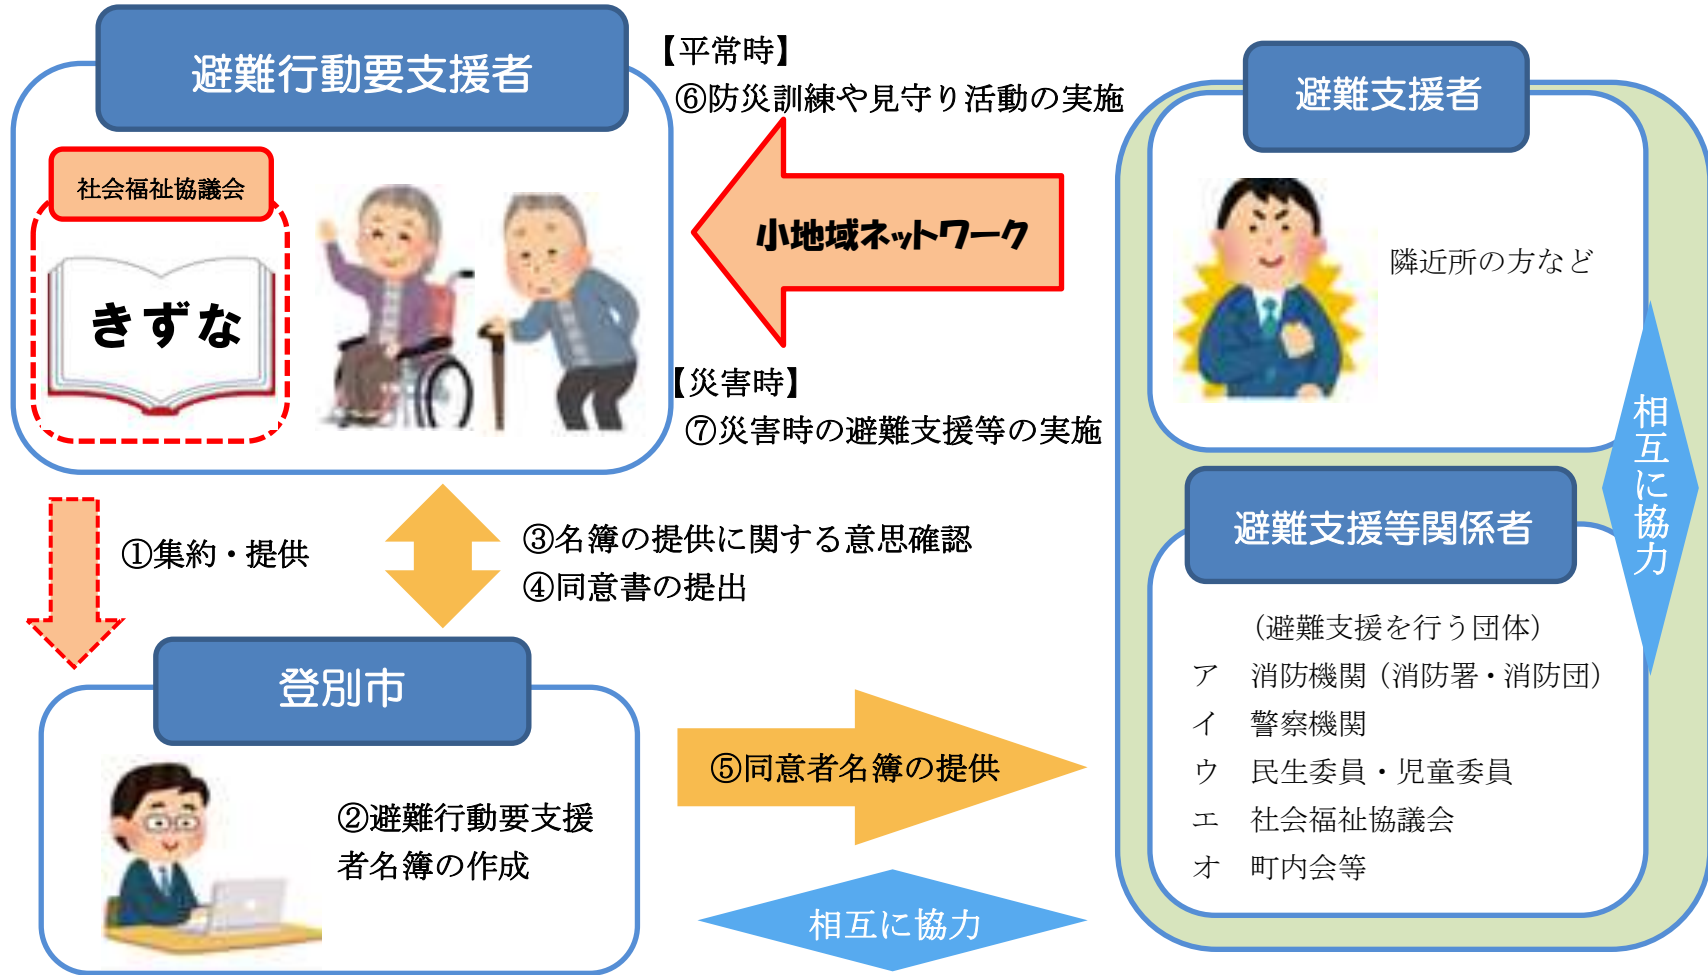 避難行動要支援者
社会福祉協議会
きずな
【平常時】
⑥防災訓練や見守り活動の実施
小地域ネットワーク
【災害時】
⑦災害時の避難支援等の実施
避難支援者
隣近所の方など
相互に協力
避難支援等関係者
（避難支援を行う団体）
ア 消防機関（消防署・消防団）
イ 警察機関
ウ 民生委員・児童委員
エ 社会福祉協議会
オ 町内会等
①集約・提供
③名簿の提供に関する意思確認
④同意書の提出
登別市
②避難行動要支援
者名簿の作成
⑤同意者名簿の提供
相互に協力